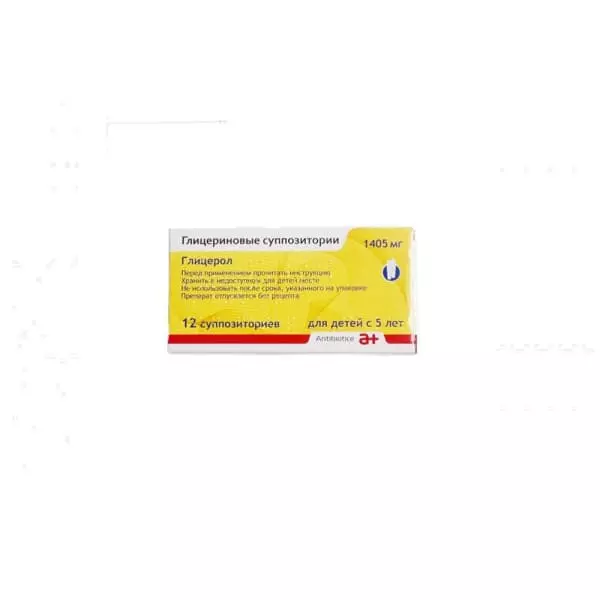 Глицериновые суппозитории 1405 мг
Глицерол
Перед применением прочитать инструкцию
Хранить в недоступном для детей месте
Не использовать после срока, указанного на упаковке
Препарат отпускается без рецепта
12 суппозиториев для детей с 5 лет
Antibiotice a+